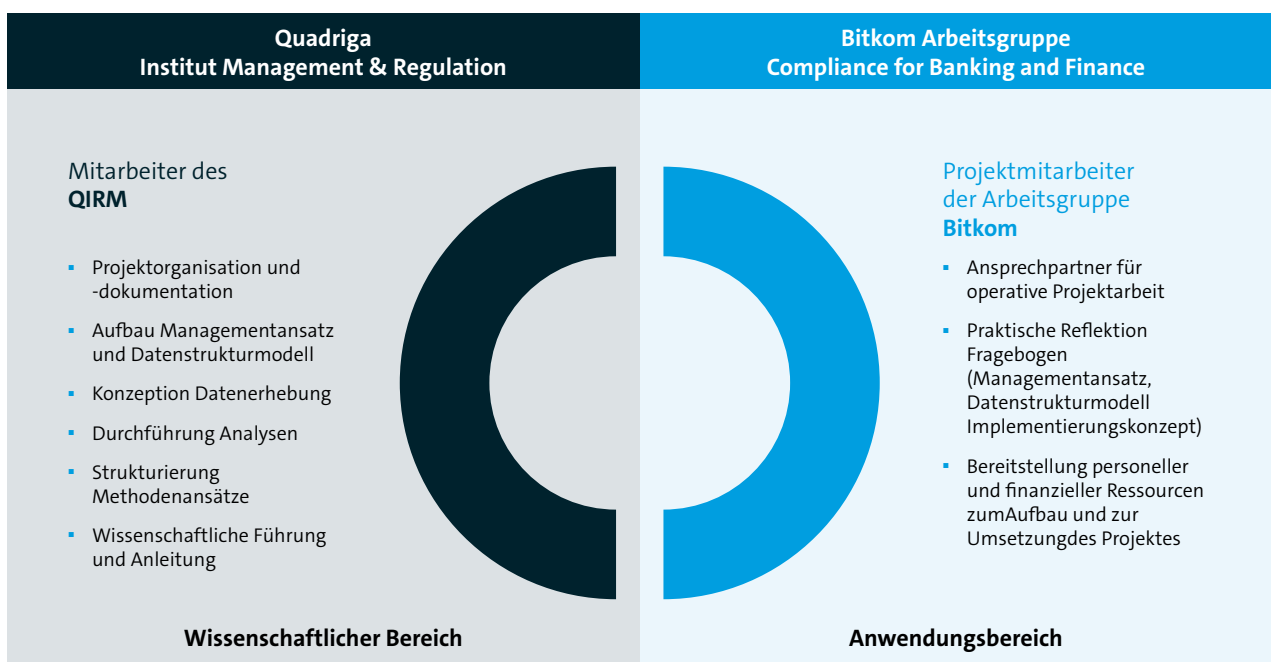 Quadriga
Institut Management & Regulation
Mitarbeiter des
QIRM
▪ Projektorganisation und
-dokumentation
▪ Aufbau Managementansatz
und Datenstrukturmodell
▪ Konzeption Datenerhebung
▪ Durchführung Analysen
▪ Strukturierung
Methodenansätze
▪ Wissenschaftliche Führung
und Anleitung
Wissenschaftlicher Bereich
Bitkom Arbeitsgruppe
Compliance for Banking and Finance
Projektmitarbeiter
der Arbeitsgruppe
Bitkom
▪ Ansprechpartner für
operative Projektarbeit
▪ Praktische Reflektion
Fragebogen
(Managementansatz,
Datenstrukturmodell
Implementierungskonzept)
▪ Bereitstellung personeller
und finanzieller Ressourcen
zumAufbau und zur
Umsetzungdes Projektes
Anwendungsbereich